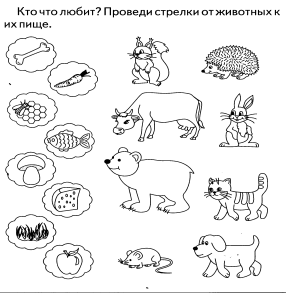 Кто что любит? Проведи стрелки от животных к
их пище.